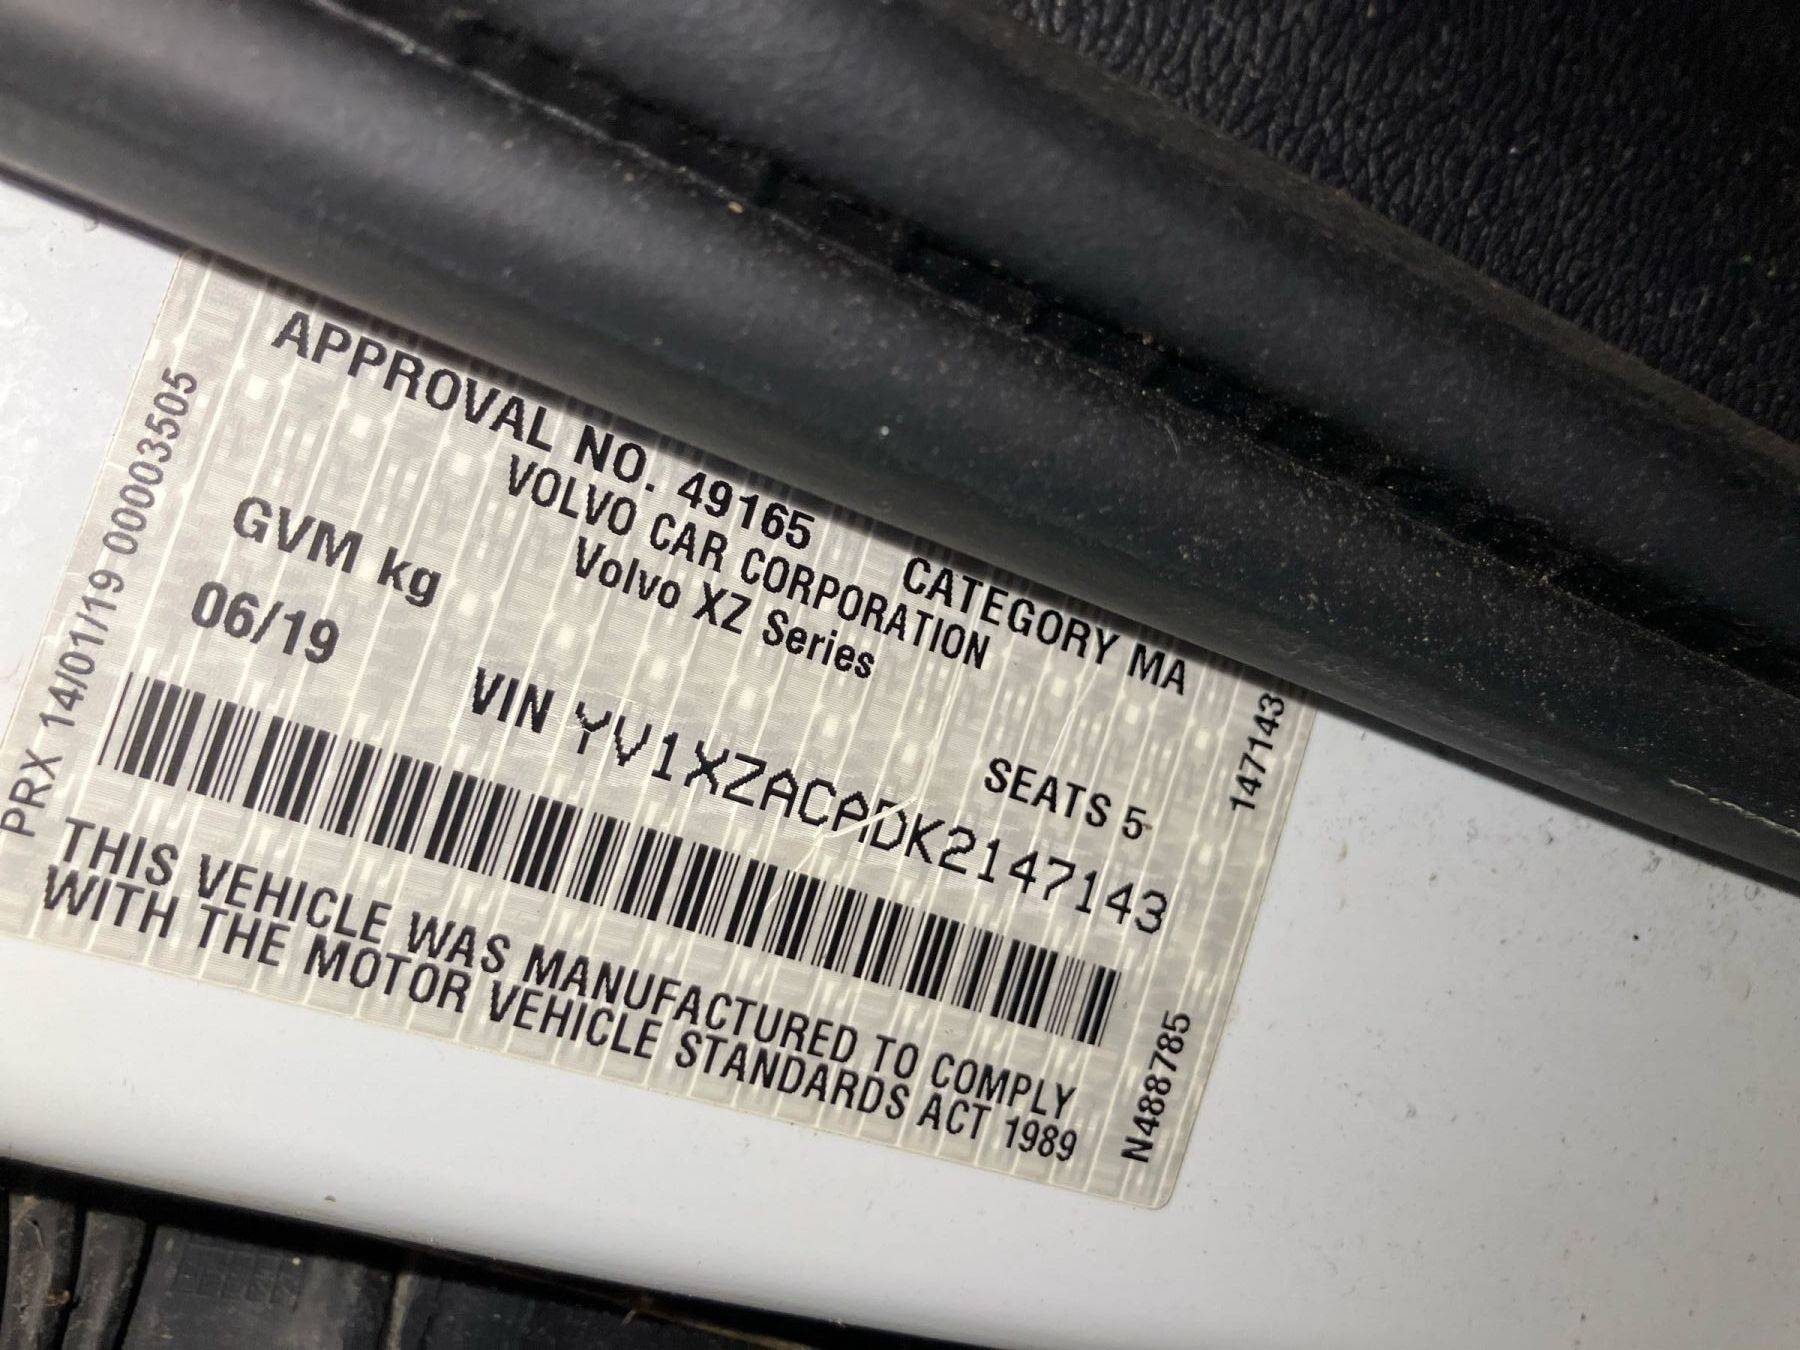 APPROVAL NO. 49165 CATEGORY MA
VOLVO CAR CORPORATION
Volvo XZ Series
GVM kg
06/19
SEATS 5
VIN YV1XZACADK2147143
THIS VEHICLE WAS MANUFACTURED TO COMPLY
WITH THE MOTOR VEHICLE STANDARDS ACT 1989
PRX 14/01/19 00003505
147143
N488785